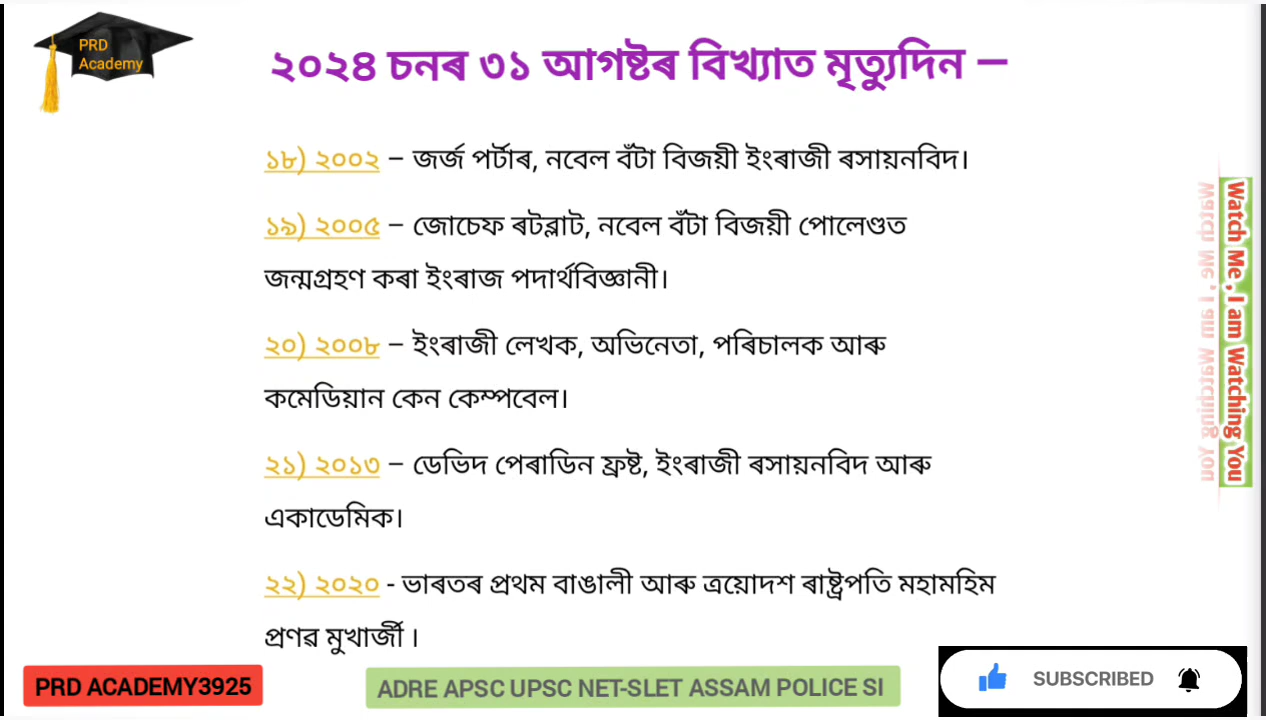 PRD
Academy
২০২৪ চনৰ ৩১ আগষ্টৰ বিখ্যাত মৃত্যুদিন –
১৮) ২০০২ – জৰ্জ পৰ্টাৰ, নবেল বঁটা বিজয়ী ইংৰাজী ৰসায়নবিদ।
১৯) ২০০৫ – জোচেফ ৰটব্লাট, নবেল বঁটা বিজয়ী পোলেণ্ডত
জন্মগ্ৰহণ কৰা ইংৰাজ পদাৰ্থবিজ্ঞানী।
২০) ২০০৮ – ইংৰাজী লেখক, অভিনেতা, পৰিচালক আৰু
কমেডিয়ান কেন কেম্পবেল।
২১) ২০১৩ – ডেভিদ পেৰাডিন ফ্ৰষ্ট, ইংৰাজী ৰসায়নবিদ আৰু
একাডেমিক।
২২) ২০২০ - ভাৰতৰ প্ৰথম বাঙালী আৰু ত্ৰয়োদশ ৰাষ্ট্ৰপতি মহামহিম
প্ৰণৱ মুখাৰ্জী ।
Watch Me , I am Watching You
PRD ACADEMY3925
ADRE APSC UPSC NET-SLET ASSAM POLICE SI
SUBSCRIBED